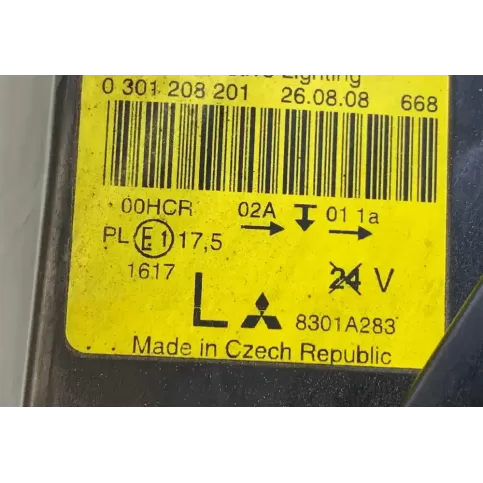 Lighting
0 301 208 201 26.08.08 668
00HCR 02A 01 1a
PL E1 17,5
1617
24 V
L 8301A283
Made in Czech Republic